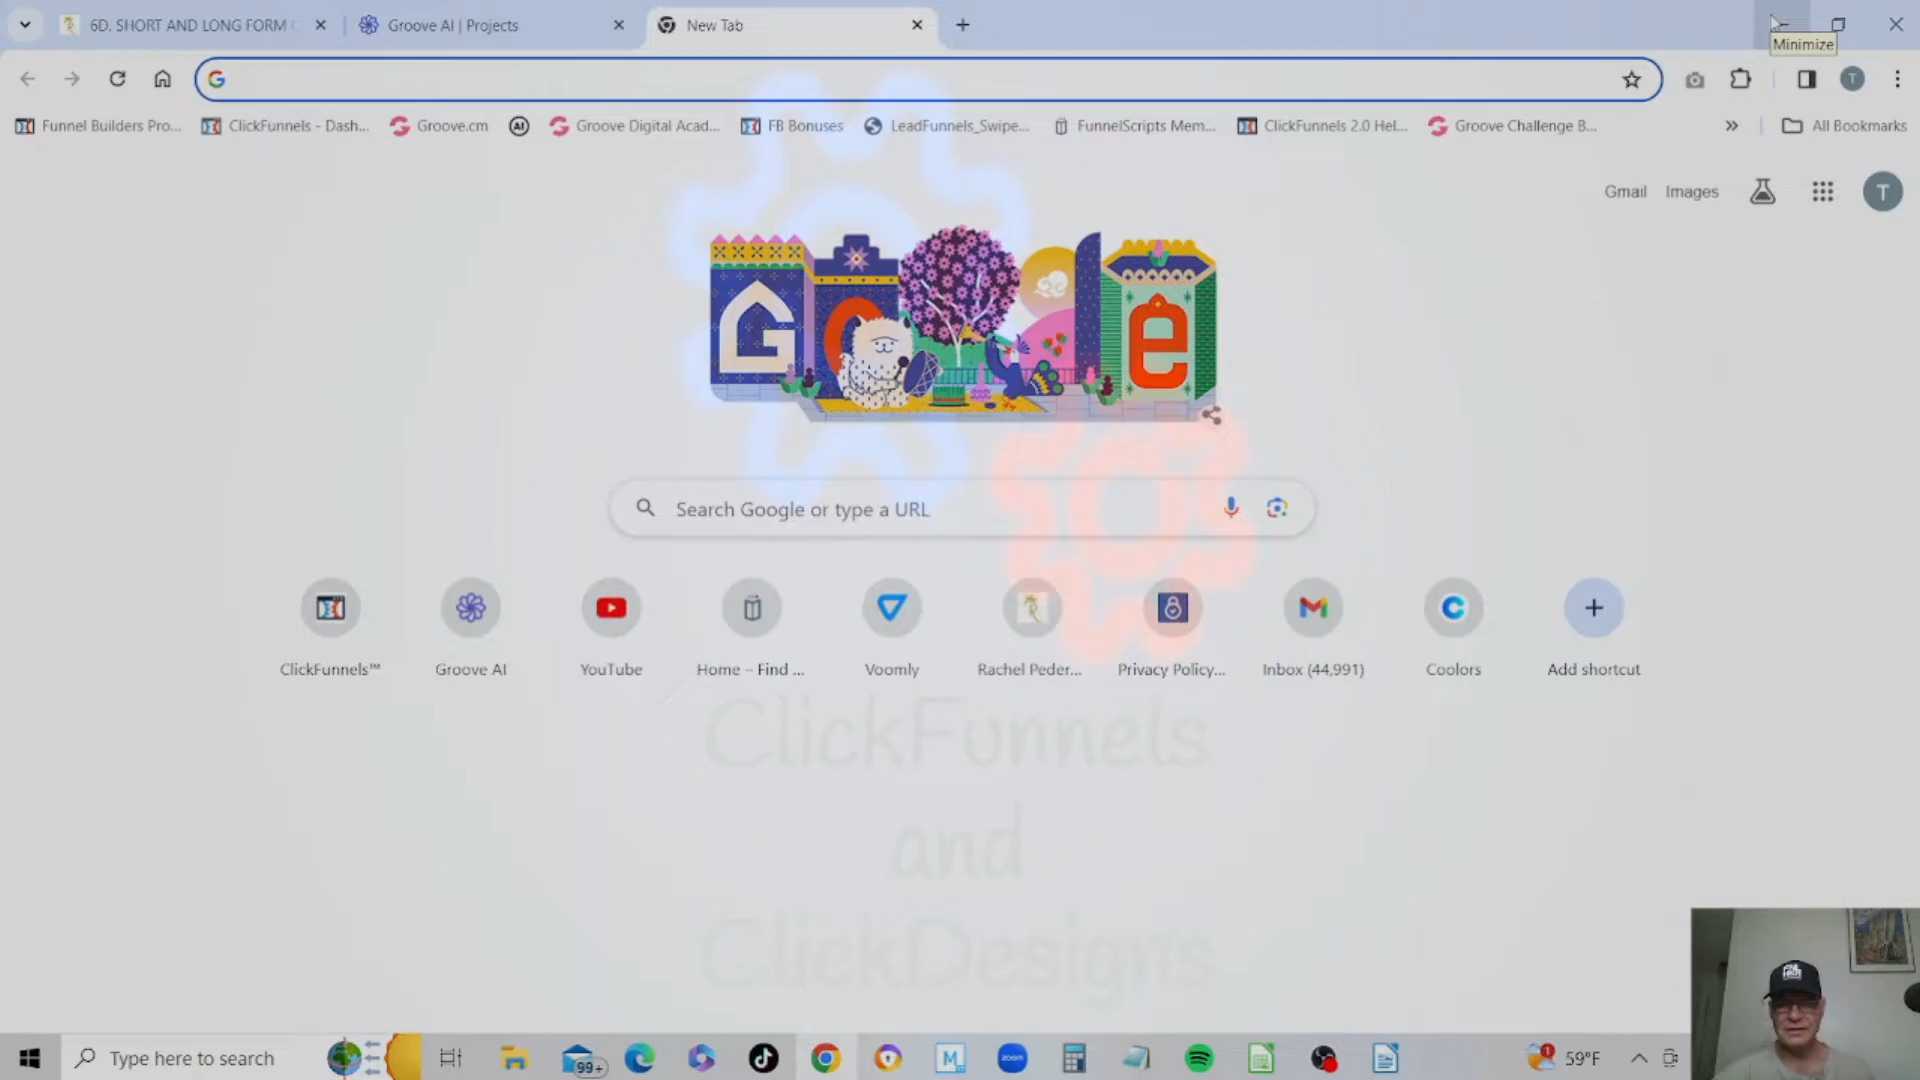 6D. SHORT AND LONG FORM
Groove AI | Projects
New Tab
Minimize
Funnel Builders Pro...
ClickFunnels - Dash...
Groove.cm
AI
Groove Digital Acad...
FB Bonuses
LeadFunnels_Swipe...
FunnelScripts Mem...
ClickFunnels 2.0 Hel...
Groove Challenge B...
All Bookmarks
Gmail
Images
T
Search Google or type a URL
ClickFunnels™
Groove AI
YouTube
Home – Find ...
Voomly
Rachel Peder...
Privacy Policy...
Inbox (44,991)
Coolors
Add shortcut
ClickFunnels
and
ClickDesigns
Type here to search
99+
zoom
59°F